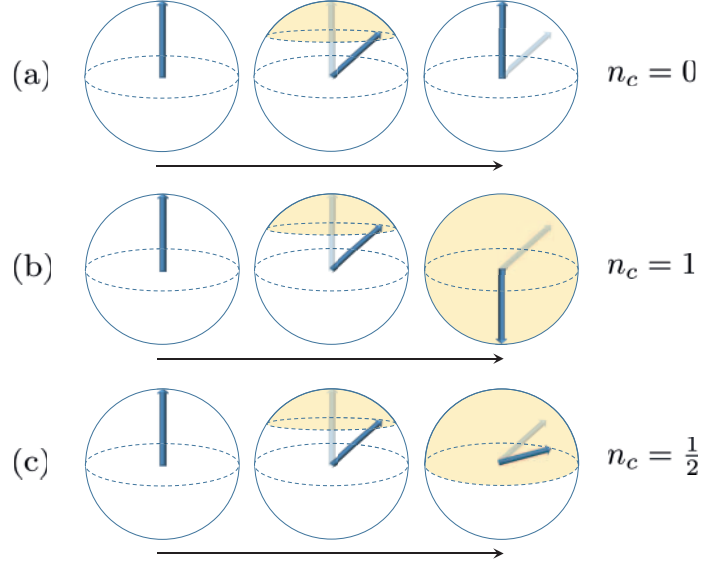 (a) n_c = 0
(b) n_c = 1
(c) n_c = 1/2